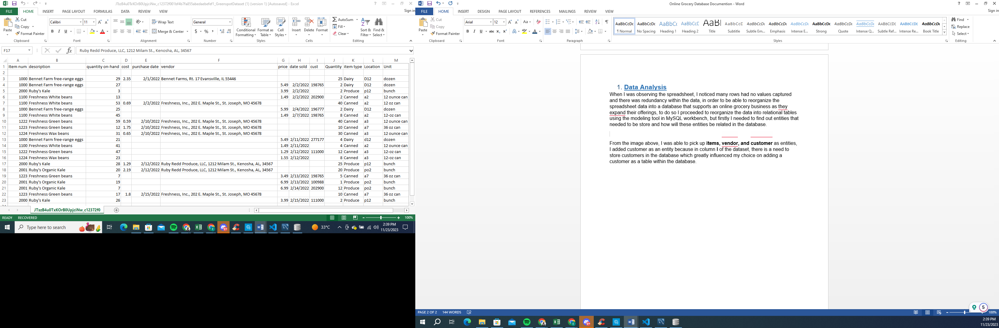 JTszB4u0TxKOrB0UpjciNw_c12372f001bf4b7fa855abedaebefef1_GreenspotDataset (1) (version 1) [Autosaved] - Excel
FILE HOME INSERT PAGE LAYOUT FORMULAS DATA REVIEW VIEW Sign in
Paste Cut Copy Format Painter
Calibri 11
B I U
Wrap Text
Merge & Center
General
$ % ,
Conditional Formatting Format as Table Cell Styles
Insert Delete Format
AutoSum Fill Clear
Sort & Filter Find & Select
Clipboard Font Alignment Number Styles Cells Editing
F17 fx Ruby Redd Produce, LLC, 1212 Milam St., Kenosha, AL, 34567
A B C D E F G H I J K L M
1 Item num description quantity on-hand cost purchase date vendor price date sold cust Quantity item type Location Unit
2
3 1000 Bennet Farm free-range eggs 29 2.35 2/1/2022 Bennet Farms, Rt. 17 Evansville, IL 55446 25 Dairy D12 dozen
4 1000 Bennet Farm free-range eggs 27 5.49 2/2/2022 198765 2 Dairy D12 dozen
5 2000 Ruby's Kale 3 3.99 2/2/2022 2 Produce p12 bunch
6 1100 Freshness White beans 13 1.49 2/2/2022 202900 2 Canned a2 12 ounce can
7 1100 Freshness White beans 53 0.69 2/2/2022 Freshness, Inc., 202 E. Maple St., St. Joseph, MO 45678 40 Canned a2 12 oz can
8 1000 Bennet Farm free-range eggs 25 5.99 2/4/2022 196777 2 Dairy D12 dozen
9 1100 Freshness White beans 45 1.49 2/7/2022 198765 8 Canned a2 12-oz can
10 1222 Freshness Green beans 59 0.59 2/10/2022 Freshness, Inc., 202 E. Maple St., St. Joseph, MO 45678 40 Canned a3 12 ounce can
11 1223 Freshness Green beans 12 1.75 2/10/2022 Freshness, Inc., 202 E. Maple St., St. Joseph, MO 45678 10 Canned a7 36 oz can
12 1224 Freshness Wax beans 31 0.65 2/10/2022 Freshness, Inc., 202 E. Maple St., St. Joseph, MO 45678 30 Canned a3 12 ounce can
13 1000 Bennet Farm free-range eggs 21 5.49 2/11/2022 277177 4 Dairy d12 dozen
14 1100 Freshness White beans 41 1.49 2/11/2022 4 Canned a2 12 ounce can
15 1222 Freshness Green beans 47 1.29 2/12/2022 111000 12 Canned a3 12-oz can
16 1224 Freshness Wax beans 23 1.55 2/12/2022 8 Canned a3 12-oz can
17 2000 Ruby's Kale 28 1.29 2/12/2022 Ruby Redd Produce, LLC, 1212 Milam St., Kenosha, AL, 34567 25 Produce p12 bunch
18 2001 Ruby's Organic Kale 20 2.19 2/12/2022 Ruby Redd Produce, LLC, 1212 Milam St., Kenosha, AL, 34567 20 Produce po2 bunch
19 1223 Freshness Green beans 7 3.49 2/13/2022 198765 5 Canned a7 36 oz can
20 2001 Ruby's Organic Kale 19 6.99 2/13/2022 100988 1 Produce po2 bunch
21 2001 Ruby's Organic Kale 7 6.99 2/14/2022 202900 12 Produce po2 bunch
22 1223 Freshness Green beans 17 1.8 2/15/2022 Freshness, Inc., 202 E. Maple St., St. Joseph, MO 45678 10 Canned a7 36 oz can
23 2000 Ruby's Kale 26 3.99 2/15/2022 111000 2 Produce p12 bunch
JTszB4u0TxKOrB0UpjciNw_c12372f0
READY RECOVERED 100%
Type here to search 9+ 33°C 2:39 PM
11/23/2023
Online Grocery Database Documention - Word
FILE HOME INSERT DESIGN PAGE LAYOUT REFERENCES MAILINGS REVIEW VIEW Sign in
Paste Cut Copy Format Painter
Arial 12 Aa
B I U abc x₂ x²
AaBbCcDc AaBbCcDc AaBbC AaBbCcC AaB AaBbCcC AaBbCcDc AaBbCcDc AaBbCcDc AaBbCcDc AaBbCcDc AaBbCcDc AABBCCDC AABBCCDC AaBbCcDc
¶ Normal No Spacing Heading 1 Heading 2 Title Subtitle Subtle Em... Emphasis Intense E... Strong Quote Intense Q... Subtle Ref... Intense Re... Book Title
Find
Replace
Select
Clipboard Font Paragraph Styles Editing
1. Data Analysis
When I was observing the spreadsheet, I noticed many rows had no values captured
and there was redundancy within the data, in order to be able to reorganize the
spreadsheet data into a database that supports an online grocery business as they
expand their offerings, to do so I proceeded to reorganize the data into relational tables
using the modeling tool in MySQL workbench, but firstly I needed to find out entities that
needed to be store and how will these entities be related in the database.
From the image above, I was able to pick up items, vendor, and customer as entities,
I added customer as an entity because in column I of the dataset, there is a need to
store customers in the database which greatly influenced my choice on adding a
customer as a table within the database.
PAGE 2 OF 2 144 WORDS 5 100%
9+ 2:39 PM
11/23/2023